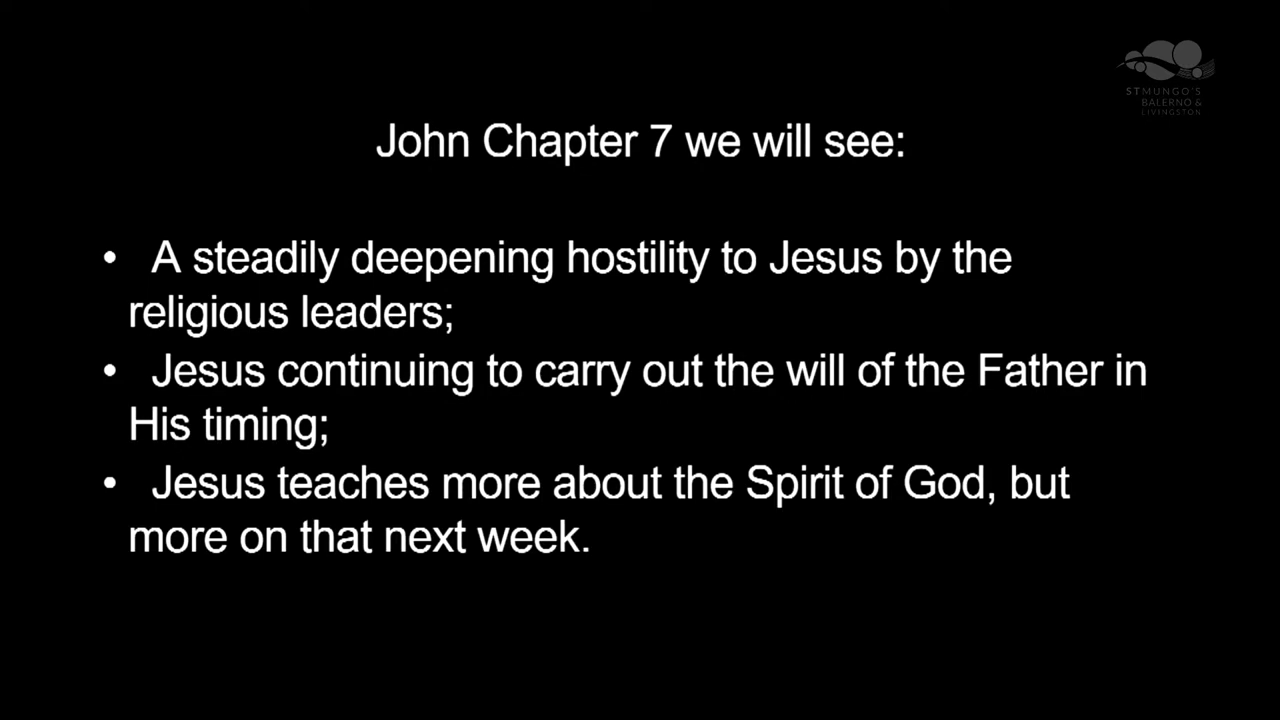 STMUNGO'S
BALERNO &
LIVINGSTON
John Chapter 7 we will see:
• A steadily deepening hostility to Jesus by the
religious leaders;
• Jesus continuing to carry out the will of the Father in
His timing;
• Jesus teaches more about the Spirit of God, but
more on that next week.